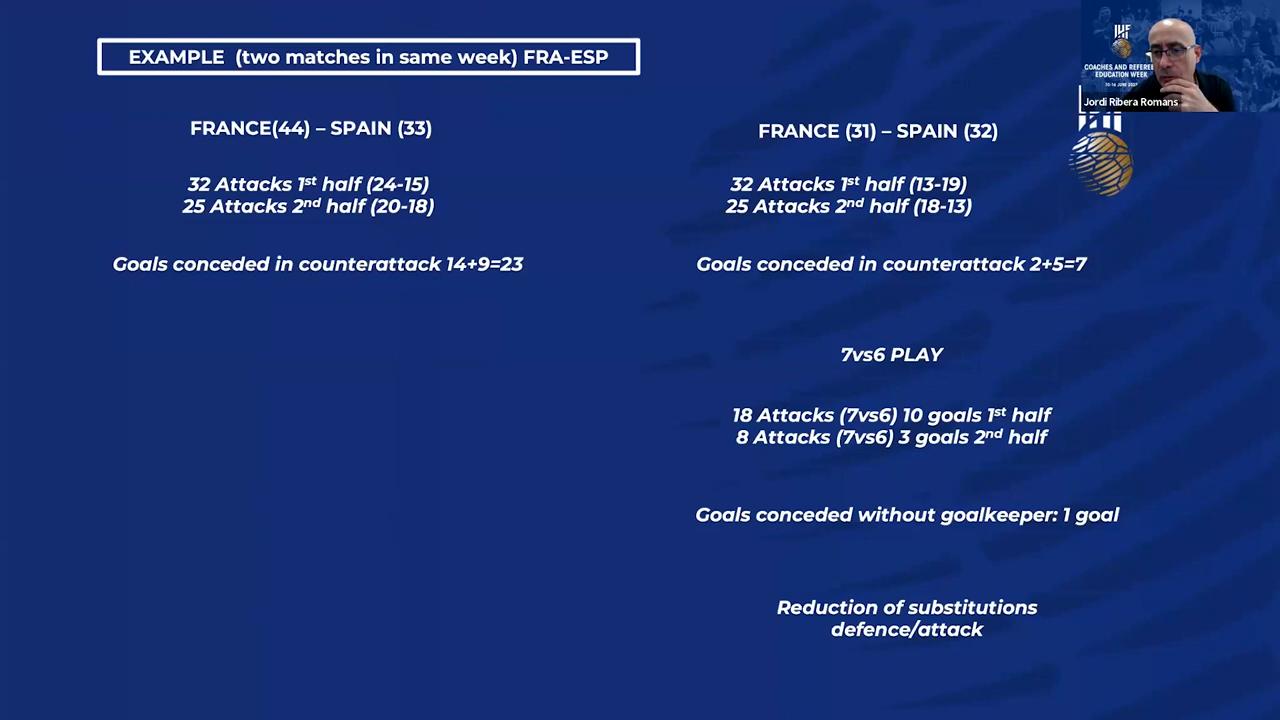 EXAMPLE (two matches in same week) FRA-ESP
FRANCE(44) – SPAIN (33)
32 Attacks 1st half (24-15)
25 Attacks 2nd half (20-18)
Goals conceded in counterattack 14+9=23
FRANCE (31) – SPAIN (32)
32 Attacks 1st half (13-19)
25 Attacks 2nd half (18-13)
Goals conceded in counterattack 2+5=7
7vs6 PLAY
18 Attacks (7vs6) 10 goals 1st half
8 Attacks (7vs6) 3 goals 2nd half
Goals conceded without goalkeeper: 1 goal
Reduction of substitutions
defence/attack
IHF
COACHES AND REFEREE
EDUCATION WEEK
Jordi Ribera Romans